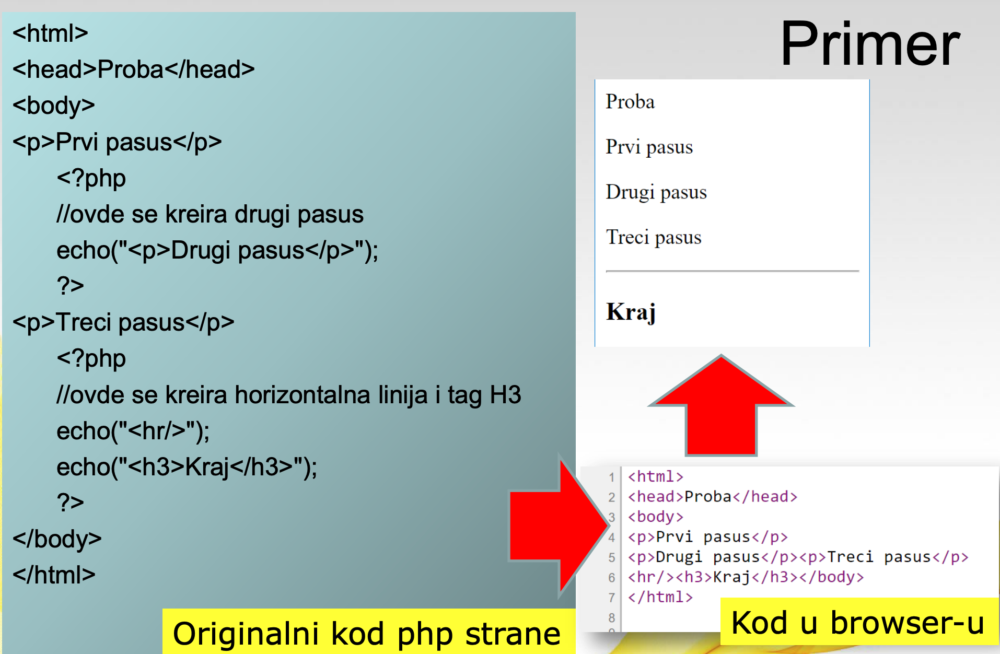 Primer
<html>
<head>Proba</head>
<body>
<p>Prvi pasus</p>
<?php
//ovde se kreira drugi pasus
echo("<p>Drugi pasus</p>");
?>
<p>Treci pasus</p>
<?php
//ovde se kreira horizontalna linija i tag H3
echo("<hr/>");
echo("<h3>Kraj</h3>");
?>
</body>
</html>
Originalni kod php strane
Proba
Prvi pasus
Drugi pasus
Treci pasus
Kraj
1 <html>
2 <head>Proba</head>
3 <body>
4 <p>Prvi pasus</p>
5 <p>Drugi pasus</p><p>Treci pasus</p>
6 <hr/><h3>Kraj</h3></body>
7 </html>
8
Kod u browser-u